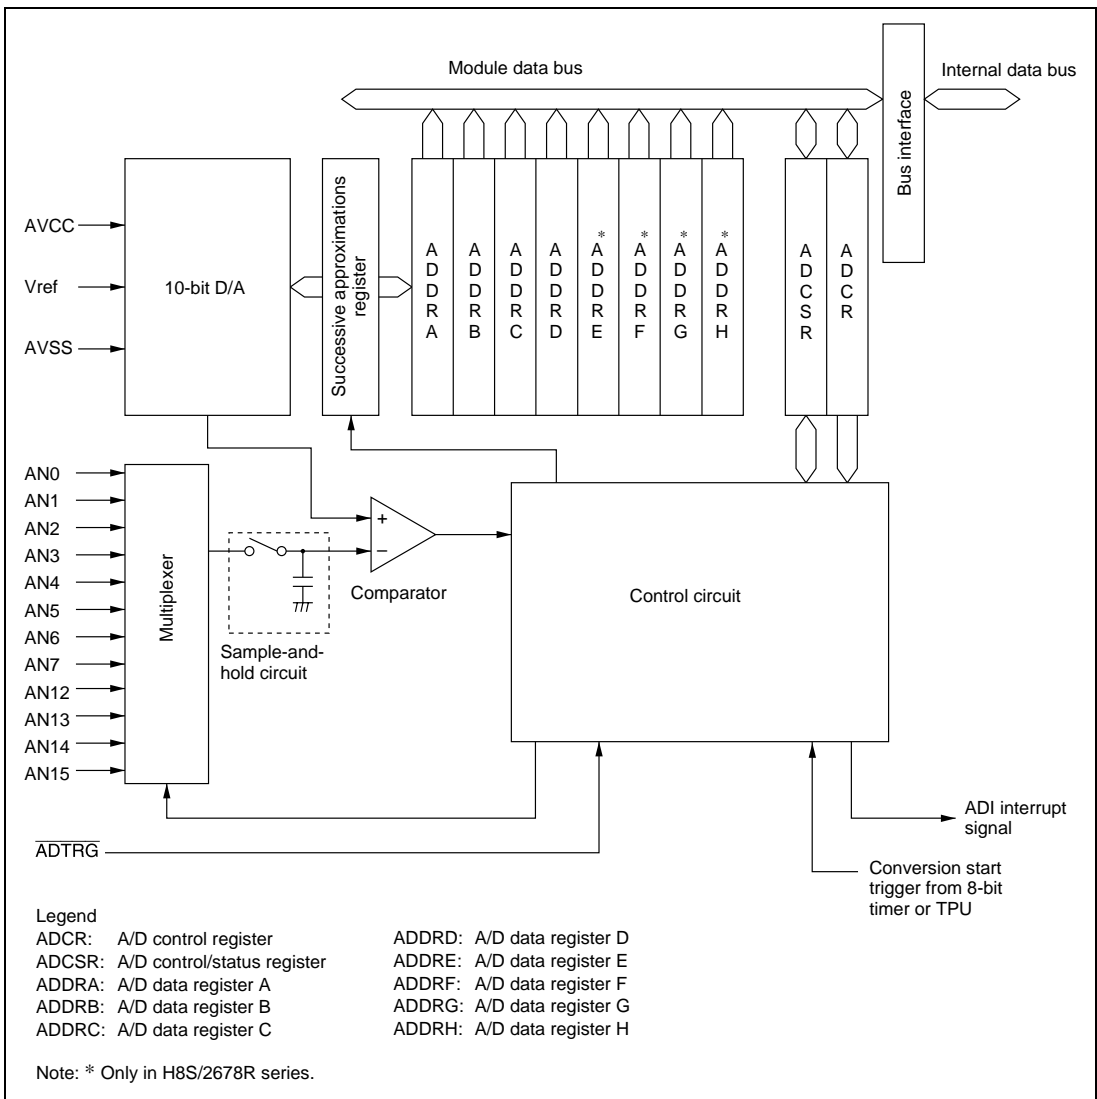 Module data bus
Internal data bus
Bus interface
AVCC
Vref
AVSS
10-bit D/A
Successive approximations
register
ADDRA
ADDRB
ADDRC
ADDRD
*ADDRE
*ADDRF
*ADDRG
*ADDRH
ADCSR
ADCR
AN0
AN1
AN2
AN3
AN4
AN5
AN6
AN7
AN12
AN13
AN14
AN15
Multiplexer
+
−
Comparator
Sample-and-
hold circuit
Control circuit
ADI interrupt
signal
ADTRG
Conversion start
trigger from 8-bit
timer or TPU
Legend
ADCR: A/D control register
ADCSR: A/D control/status register
ADDRA: A/D data register A
ADDRB: A/D data register B
ADDRC: A/D data register C
ADDRD: A/D data register D
ADDRE: A/D data register E
ADDRF: A/D data register F
ADDRG: A/D data register G
ADDRH: A/D data register H
Note: * Only in H8S/2678R series.